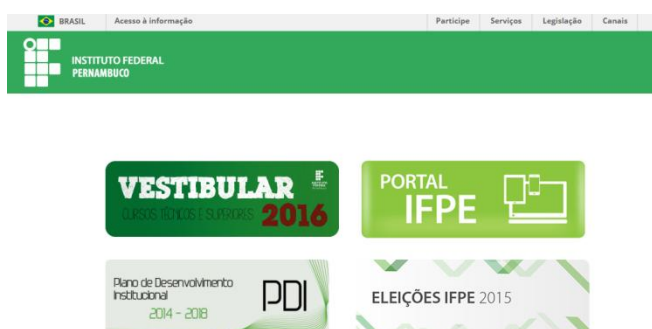 BRASIL Acesso à informação Participe Serviços Legislação Canais
INSTITUTO FEDERAL
PERNAMBUCO
VESTIBULAR
CURSOS TÉCNICOS E SUPERIORES 2016
PORTAL
IFPE
Plano de Desenvolvimento
Institucional
2014 - 2018
PDI
ELEIÇÕES IFPE 2015